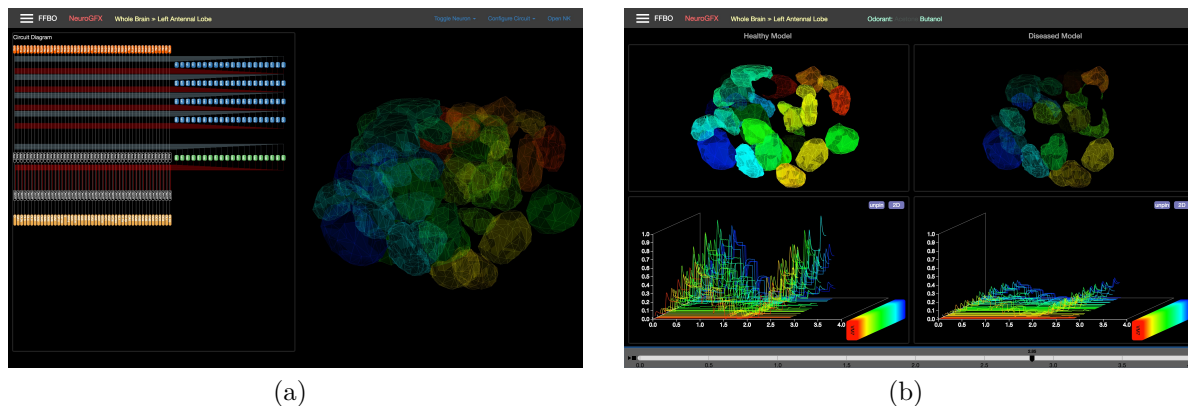 FFBO NeuroGFX Whole Brain » Left Antennal Lobe Toggle Neuron Configure Circuit Open NK
Circuit Diagram
(a)
FFBO NeuroGFX Whole Brain » Left Antennal Lobe Odorant: Butanol
Healthy Model Diseased Model
unpin 2D unpin 2D
1.0 1.0
0.9 0.9
0.8 0.8
0.7 0.7
0.6 0.6
0.5 0.5
0.4 0.4
0.3 0.3
0.2 0.2
0.1 0.1
0.0 0.0
0.0 0.5 1.0 1.5 2.0 2.5 3.0 3.5 4.0 0.0 0.5 1.0 1.5 2.0 2.5 3.0 3.5 4.0
0.0 0.5 1.0 1.5 2.0 2.5 3.0 3.5
(b)